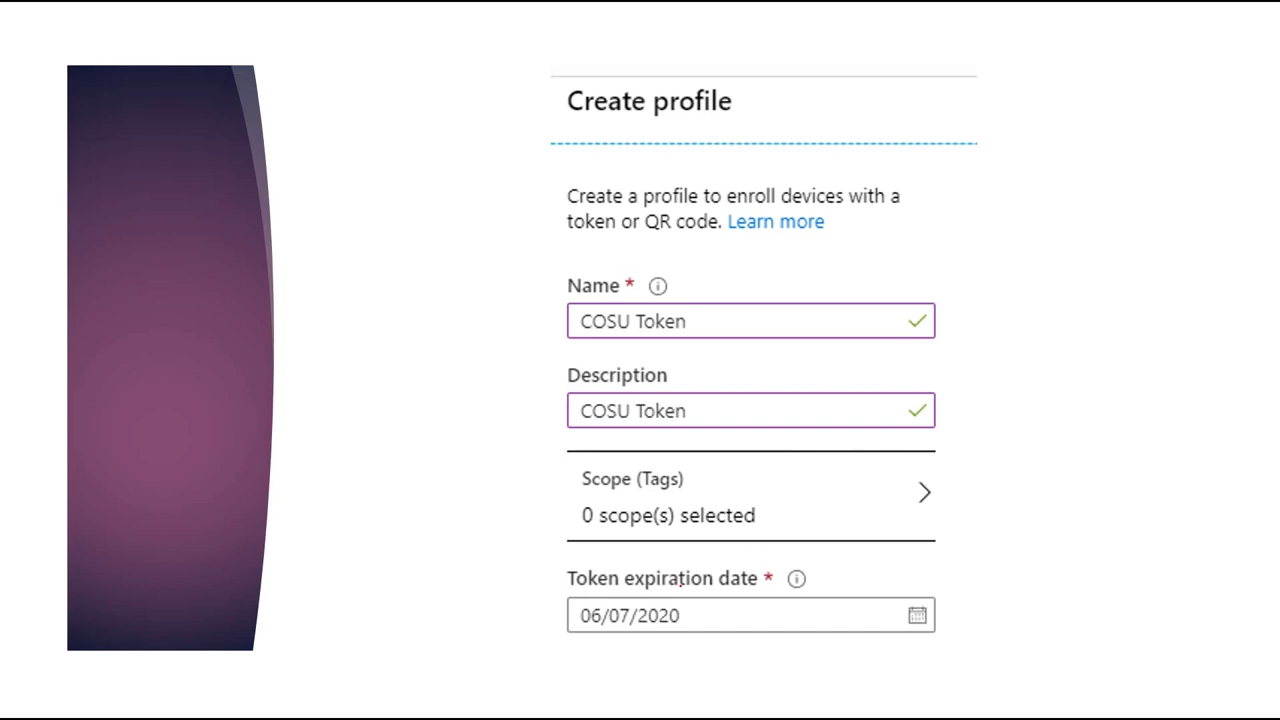 Create profile
Create a profile to enroll devices with a
token or QR code. Learn more
Name *
COSU Token
Description
COSU Token
Scope (Tags)
0 scope(s) selected
Token expiration date *
06/07/2020